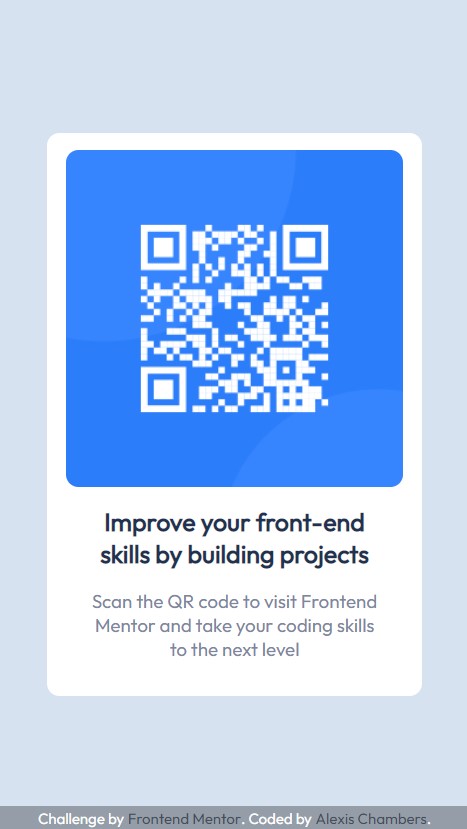 Improve your front-end
skills by building projects
Scan the QR code to visit Frontend
Mentor and take your coding skills
to the next level
Challenge by Frontend Mentor. Coded by Alexis Chambers.